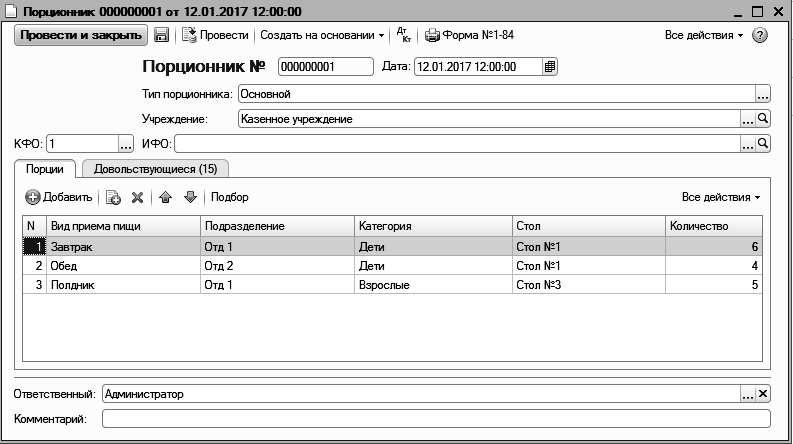 Порционник 000000001 от 12.01.2017 12:00:00
Провести и закрыть Провести Создать на основании Дт Кт Форма №1-84 Все действия ?
Порционник № 000000001 Дата: 12.01.2017 12:00:00
Тип порционника: Основной ...
Учреждение: Казенное учреждение ...
КФО: 1 ... ИФО: ...
Порции Довольствующиеся (15)
Добавить Подбор Все действия
N Вид приема пищи Подразделение Категория Стол Количество
1 Завтрак Отд 1 Дети Стол №1 6
2 Обед Отд 2 Дети Стол №1 4
3 Полдник Отд 1 Взрослые Стол №3 5
Ответственный: Администратор ...
Комментарий: